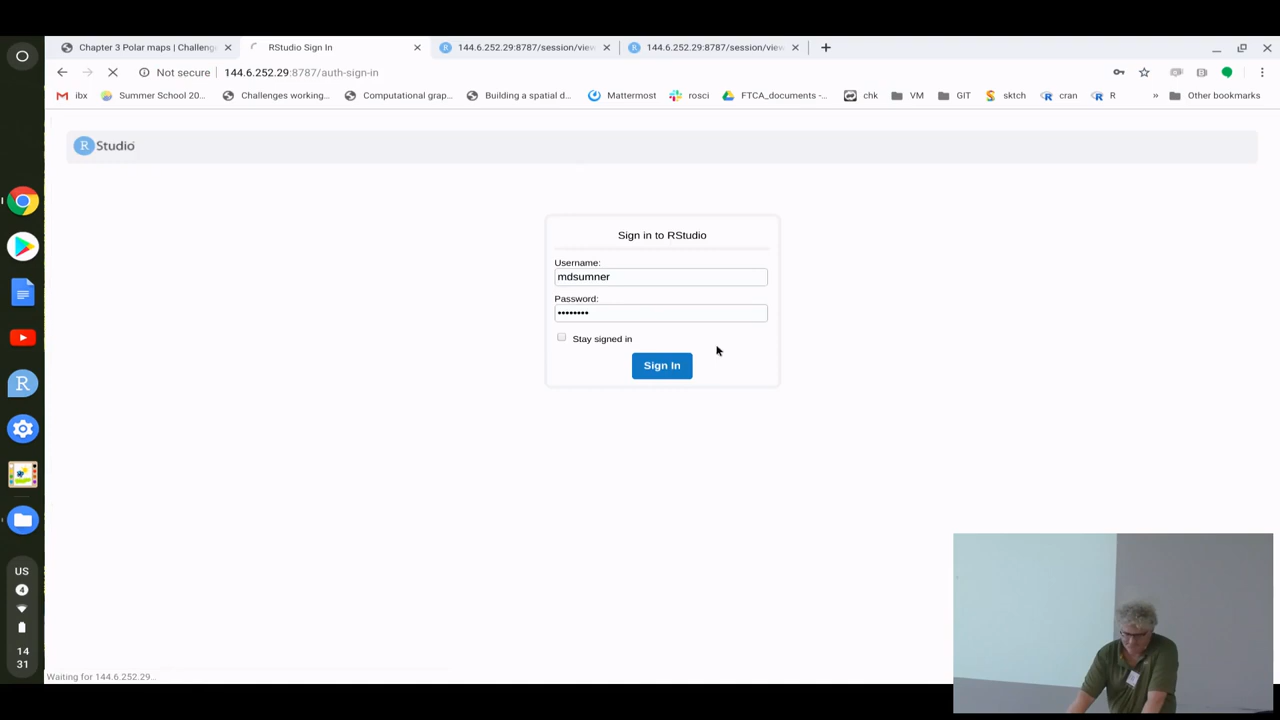 Chapter 3 Polar maps | Challeng
RStudio Sign In
144.6.252.29:8787/session/view
144.6.252.29:8787/session/view
Not secure
144.6.252.29:8787/auth-sign-in
ibx
Summer School 20...
Challenges working...
Computational grap...
Building a spatial d...
Mattermost
rosci
FTCA_documents -...
chk
VM
GIT
sktch
R cran
R R
» Other bookmarks
R Studio
Sign in to RStudio
Username:
mdsumner
Password:
••••••••
Stay signed in
Sign In
R
US
4
14
31
Waiting for 144.6.252.29...